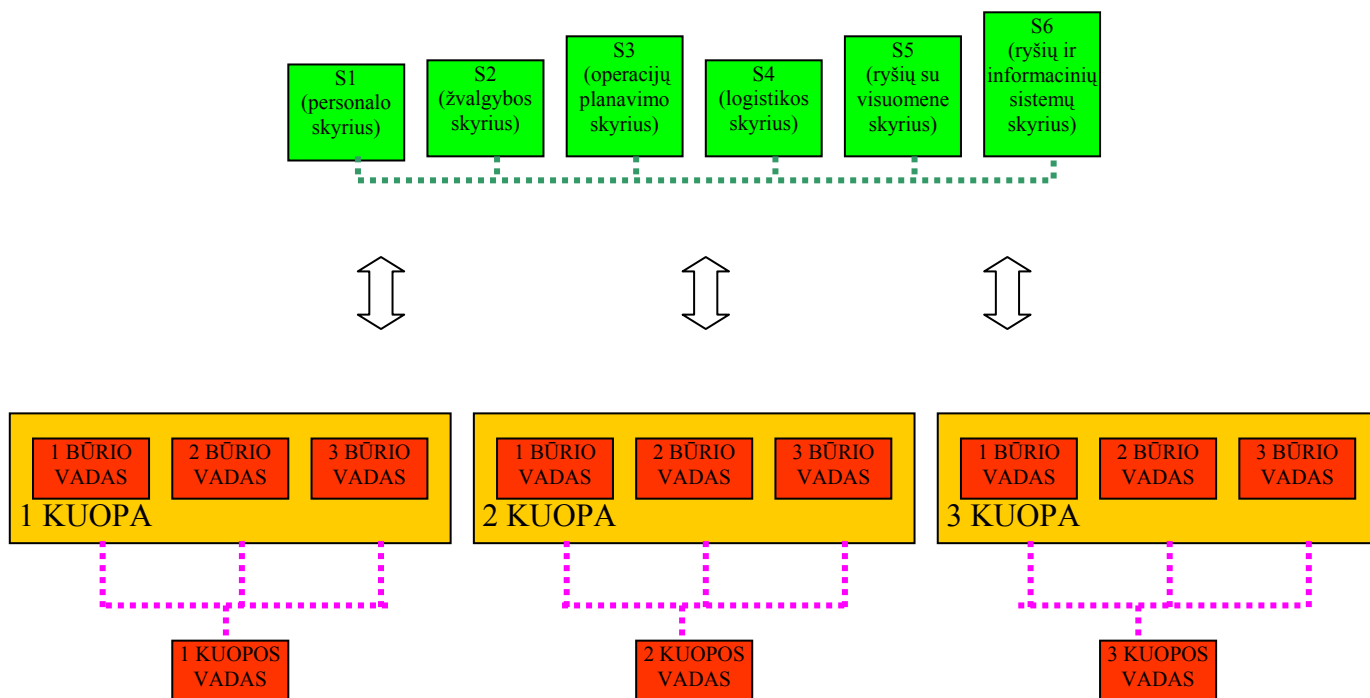 S1
(personalo
skyrius)
S2
(žvalgybos
skyrius)
S3
(operacijų
planavimo
skyrius)
S4
(logistikos
skyrius)
S5
(ryšių su
visuomene
skyrius)
S6
(ryšių ir
informacinių
sistemų
skyrius)
1 BŪRIO
VADAS
2 BŪRIO
VADAS
3 BŪRIO
VADAS
1 KUOPA
1 BŪRIO
VADAS
2 BŪRIO
VADAS
3 BŪRIO
VADAS
2 KUOPA
1 BŪRIO
VADAS
2 BŪRIO
VADAS
3 BŪRIO
VADAS
3 KUOPA
1 KUOPOS
VADAS
2 KUOPOS
VADAS
3 KUOPOS
VADAS